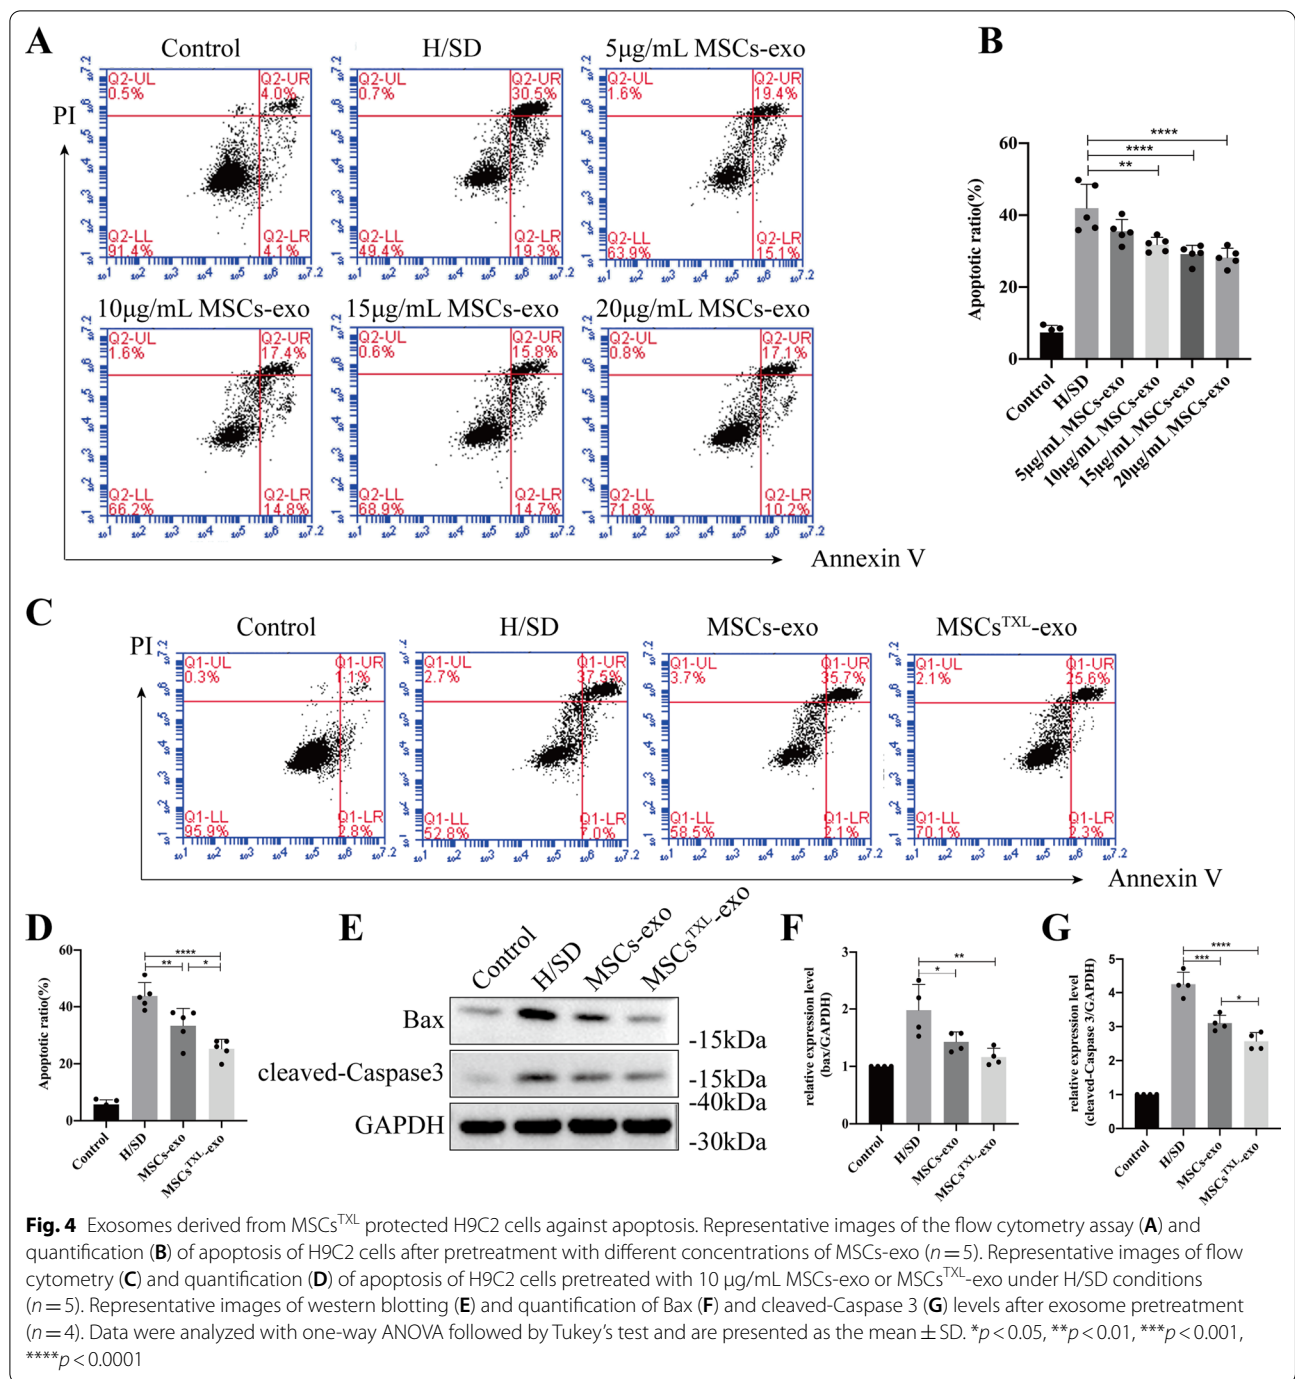 A
Control
H/SD
5μg/mL MSCs-exo
PI
Q2-UL
0.5%
Q2-UR
4.0%
Q2-LL
91.4%
Q2-LR
4.1%
Q2-UL
0.7%
Q2-UR
30.5%
Q2-LL
49.4%
Q2-LR
19.3%
Q2-UL
1.6%
Q2-UR
19.4%
Q2-LL
63.9%
Q2-LR
15.1%
10μg/mL MSCs-exo
15μg/mL MSCs-exo
20μg/mL MSCs-exo
Q2-UL
1.6%
Q2-UR
17.4%
Q2-LL
66.2%
Q2-LR
14.8%
Q2-UL
0.6%
Q2-UR
15.8%
Q2-LL
68.9%
Q2-LR
14.7%
Q2-UL
0.8%
Q2-UR
17.1%
Q2-LL
71.8%
Q2-LR
10.2%
Annexin V
B
Apoptotic ratio(%)
60
40
20
0
****
****
**
Control
H/SD
5μg/mL MSCs-exo
10μg/mL MSCs-exo
15μg/mL MSCs-exo
20μg/mL MSCs-exo
C
Control
H/SD
MSCs-exo
MSCsTXL-exo
PI
Q1-UL
0.3%
Q1-UR
1.1%
Q1-LL
95.9%
Q1-LR
2.8%
Q1-UL
2.7%
Q1-UR
37.5%
Q1-LL
52.8%
Q1-LR
7.0%
Q1-UL
3.7%
Q1-UR
35.7%
Q1-LL
58.5%
Q1-LR
2.1%
Q1-UL
2.1%
Q1-UR
25.6%
Q1-LL
70.1%
Q1-LR
2.3%
Annexin V
D
Apoptotic ratio(%)
60
40
20
0
****
** *
Control
H/SD
MSCs-exo
MSCsTXL-exo
E
Control
H/SD
MSCs-exo
MSCsTXL-exo
Bax
-15kDa
cleaved-Caspase3
-15kDa
-40kDa
GAPDH
-30kDa
F
relative expression level
(bax/GAPDH)
3
2
1
0
**
*
Control
H/SD
MSCs-exo
MSCsTXL-exo
G
relative expression level
(cleaved-Caspase 3/GAPDH)
5
4
3
2
1
0
****
***
*
Control
H/SD
MSCs-exo
MSCsTXL-exo
Fig. 4 Exosomes derived from MSCsTXL protected H9C2 cells against apoptosis. Representative images of the flow cytometry assay (A) and
quantification (B) of apoptosis of H9C2 cells after pretreatment with different concentrations of MSCs-exo (n = 5). Representative images of flow
cytometry (C) and quantification (D) of apoptosis of H9C2 cells pretreated with 10 μg/mL MSCs-exo or MSCsTXL-exo under H/SD conditions
(n = 5). Representative images of western blotting (E) and quantification of Bax (F) and cleaved-Caspase 3 (G) levels after exosome pretreatment
(n = 4). Data were analyzed with one-way ANOVA followed by Tukey's test and are presented as the mean ± SD. *p < 0.05, **p < 0.01, ***p < 0.001,
****p < 0.0001